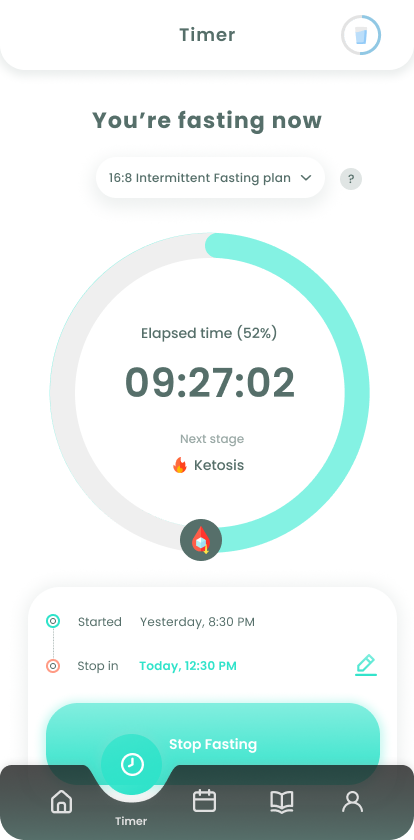 Timer
You’re fasting now
16:8 Intermittent Fasting plan
?
Elapsed time (52%)
09:27:02
Next stage
Ketosis
Started Yesterday, 8:30 PM
Stop in Today, 12:30 PM
Stop Fasting
Timer